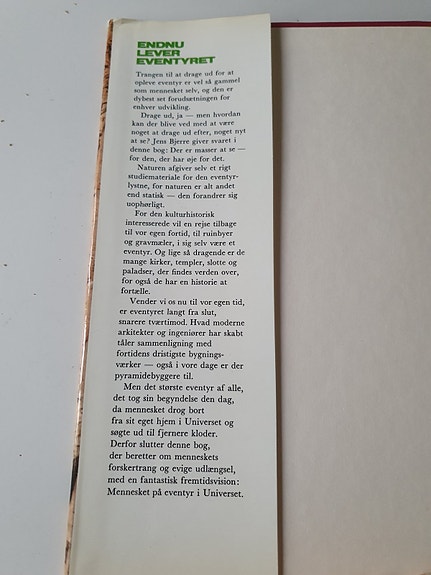 ENDNU
LEVER
EVENTYRET
Trangen til at drage ud for at
opleve eventyr er vel så gammel
som mennesket selv, og den er
dybest set forudsætningen for
enhver udvikling.
Drage ud, ja — men hvordan
kan der blive ved med at være
noget at drage ud efter, noget nyt
at se? Jens Bjerre giver svaret i
denne bog: Der er masser at se —
for den, der har øje for det.
Naturen afgiver selv et rigt
studiemateriale for den eventyr-
lystne, for naturen er alt andet
end statisk — den forandrer sig
uophørligt.
For den kulturhistorisk
interesserede vil en rejse tilbage
til vor egen fortid, til ruinbyer
og gravmæler, i sig selv være et
eventyr. Og lige så dragende er de
mange kirker, templer, slotte og
paladser, der findes verden over,
for også de har en historie at
fortælle.
Vender vi os nu til vor egen tid,
er eventyret langt fra slut,
snarere tværtimod. Hvad moderne
arkitekter og ingeniører har skabt
tåler sammenligning med
fortidens dristigste bygnings-
værker — også i vore dage er der
pyramidebyggere til.
Men det største eventyr af alle,
det tog sin begyndelse den dag,
da mennesket drog bort
fra sit eget hjem i Universet og
søgte ud til fjernere kloder.
Derfor slutter denne bog,
der beretter om menneskets
forskertrang og evige udlængsel,
med en fantastisk fremtidsvision:
Mennesket på eventyr i Universet.